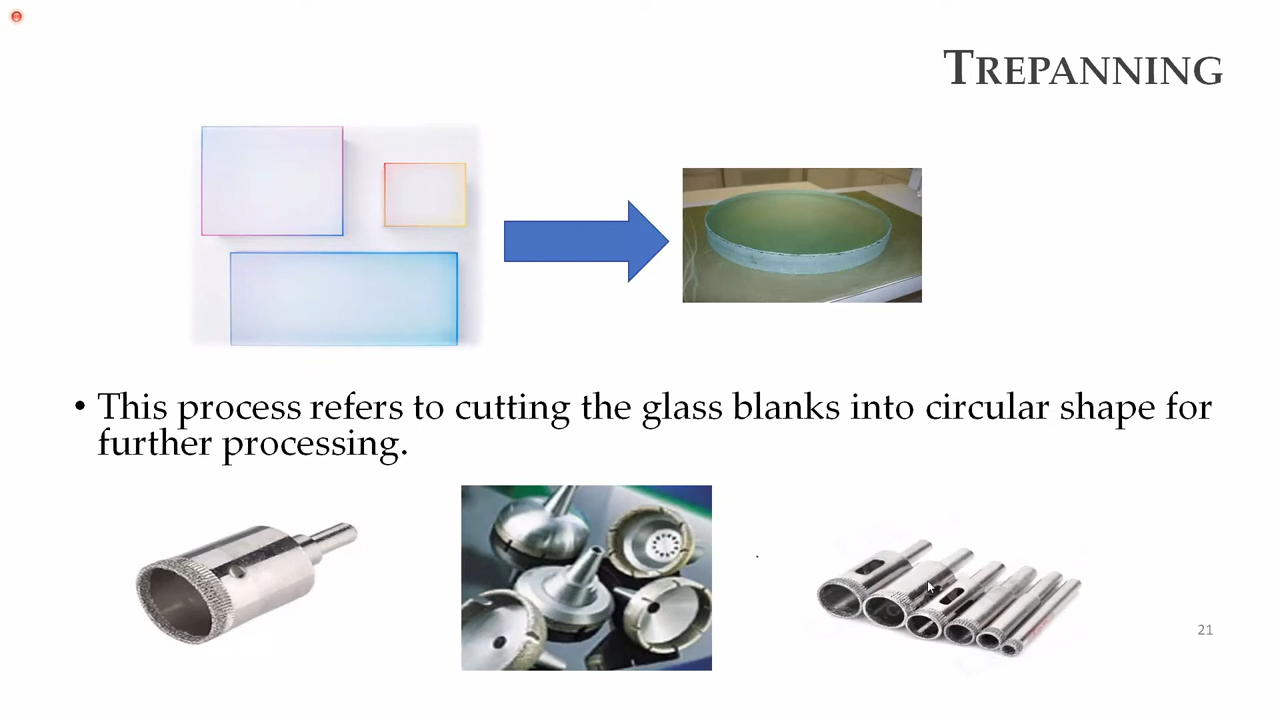 TREPANNING
• This process refers to cutting the glass blanks into circular shape for
further processing.
21